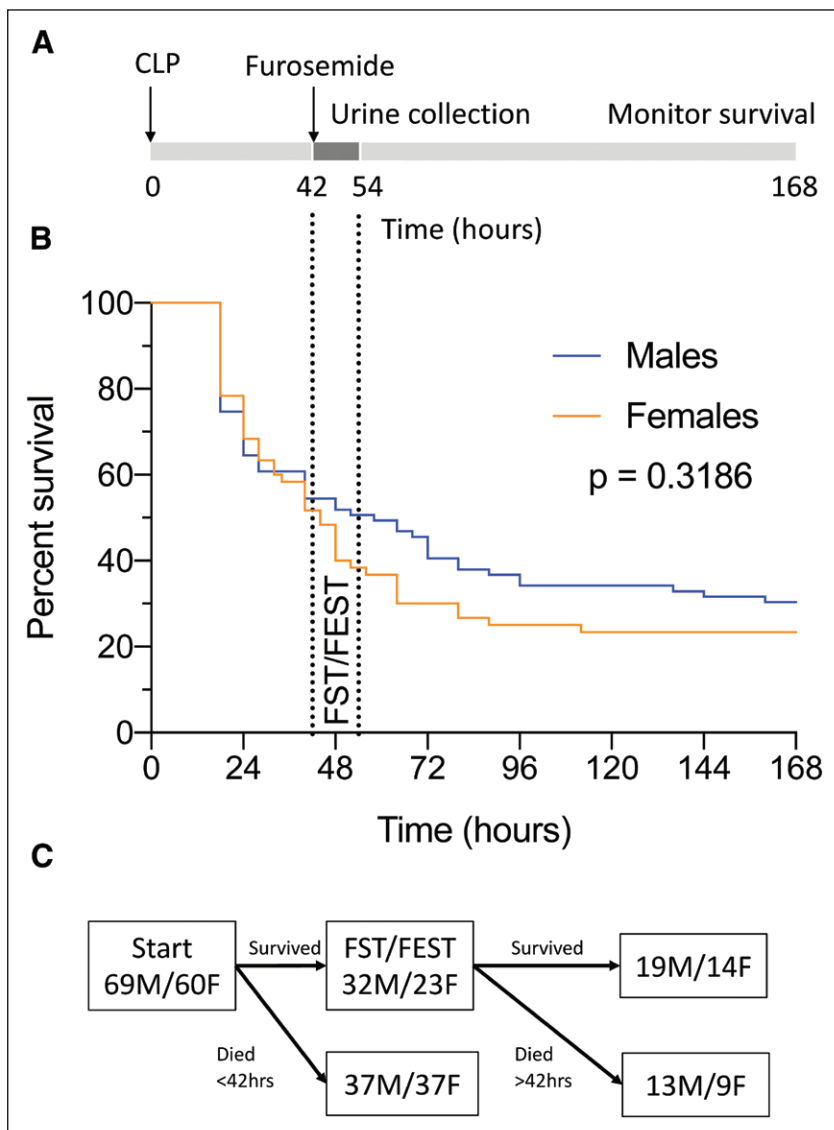 A
CLP
Furosemide
Urine collection
Monitor survival
0
42
54
168
Time (hours)
B
100
80
60
40
20
0
Percent survival
Males
Females
p = 0.3186
FST/FEST
0
24
48
72
96
120
144
168
Time (hours)
C
Start
69M/60F
Survived
FST/FEST
32M/23F
Survived
19M/14F
Died
<42hrs
37M/37F
Died
>42hrs
13M/9F